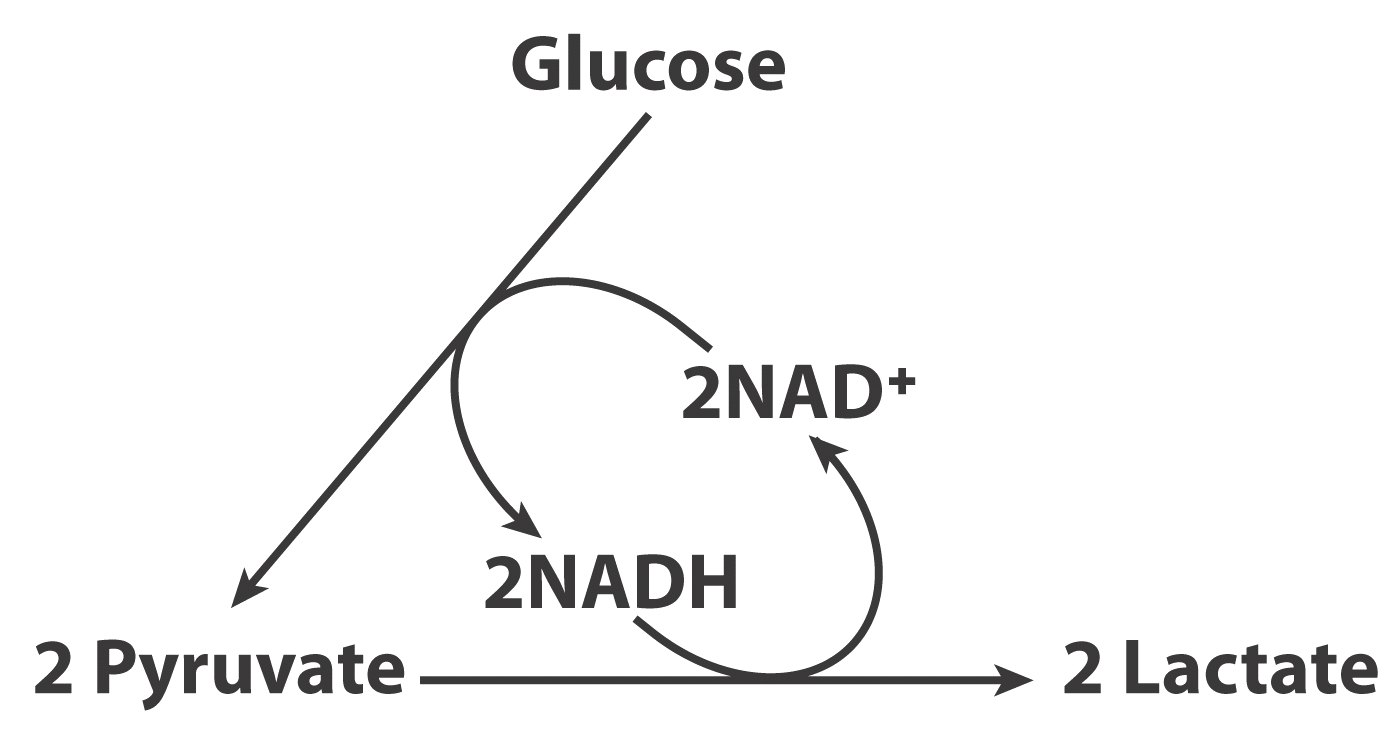 Glucose
2NAD⁺
2NADH
2 Pyruvate
2 Lactate